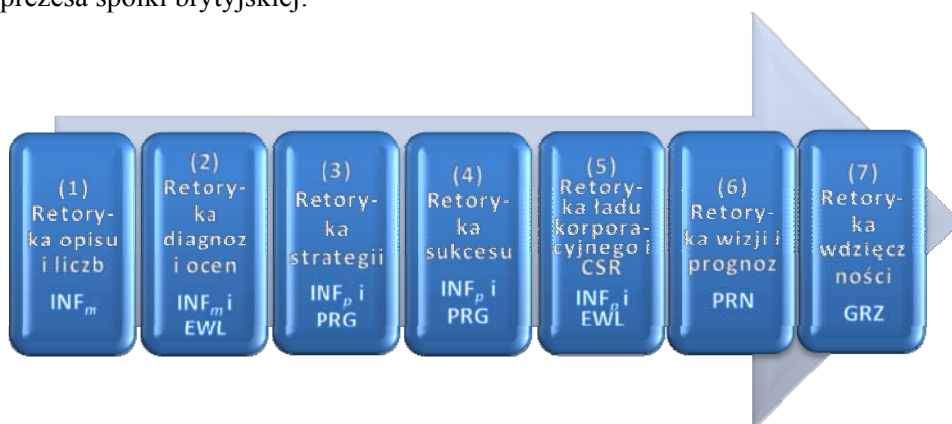 prezesa spółki brytyjskiej:
(1)
Retory-
ka opisu
i liczb
INFm
(2)
Retory-
ka
diagnoz
i ocen
INFm i
EWL
(3)
Retory-
ka
strategii
INFp i
PRG
(4)
Retory-
ka
sukcesu
INFp i
PRG
(5)
Retory-
ka ładu
korpora-
cyjnego i
CSR
INFp i
EWL
(6)
Retory-
ka wizji i
prognoz
PRN
(7)
Retory-
ka
wdzięcz
ności
GRZ